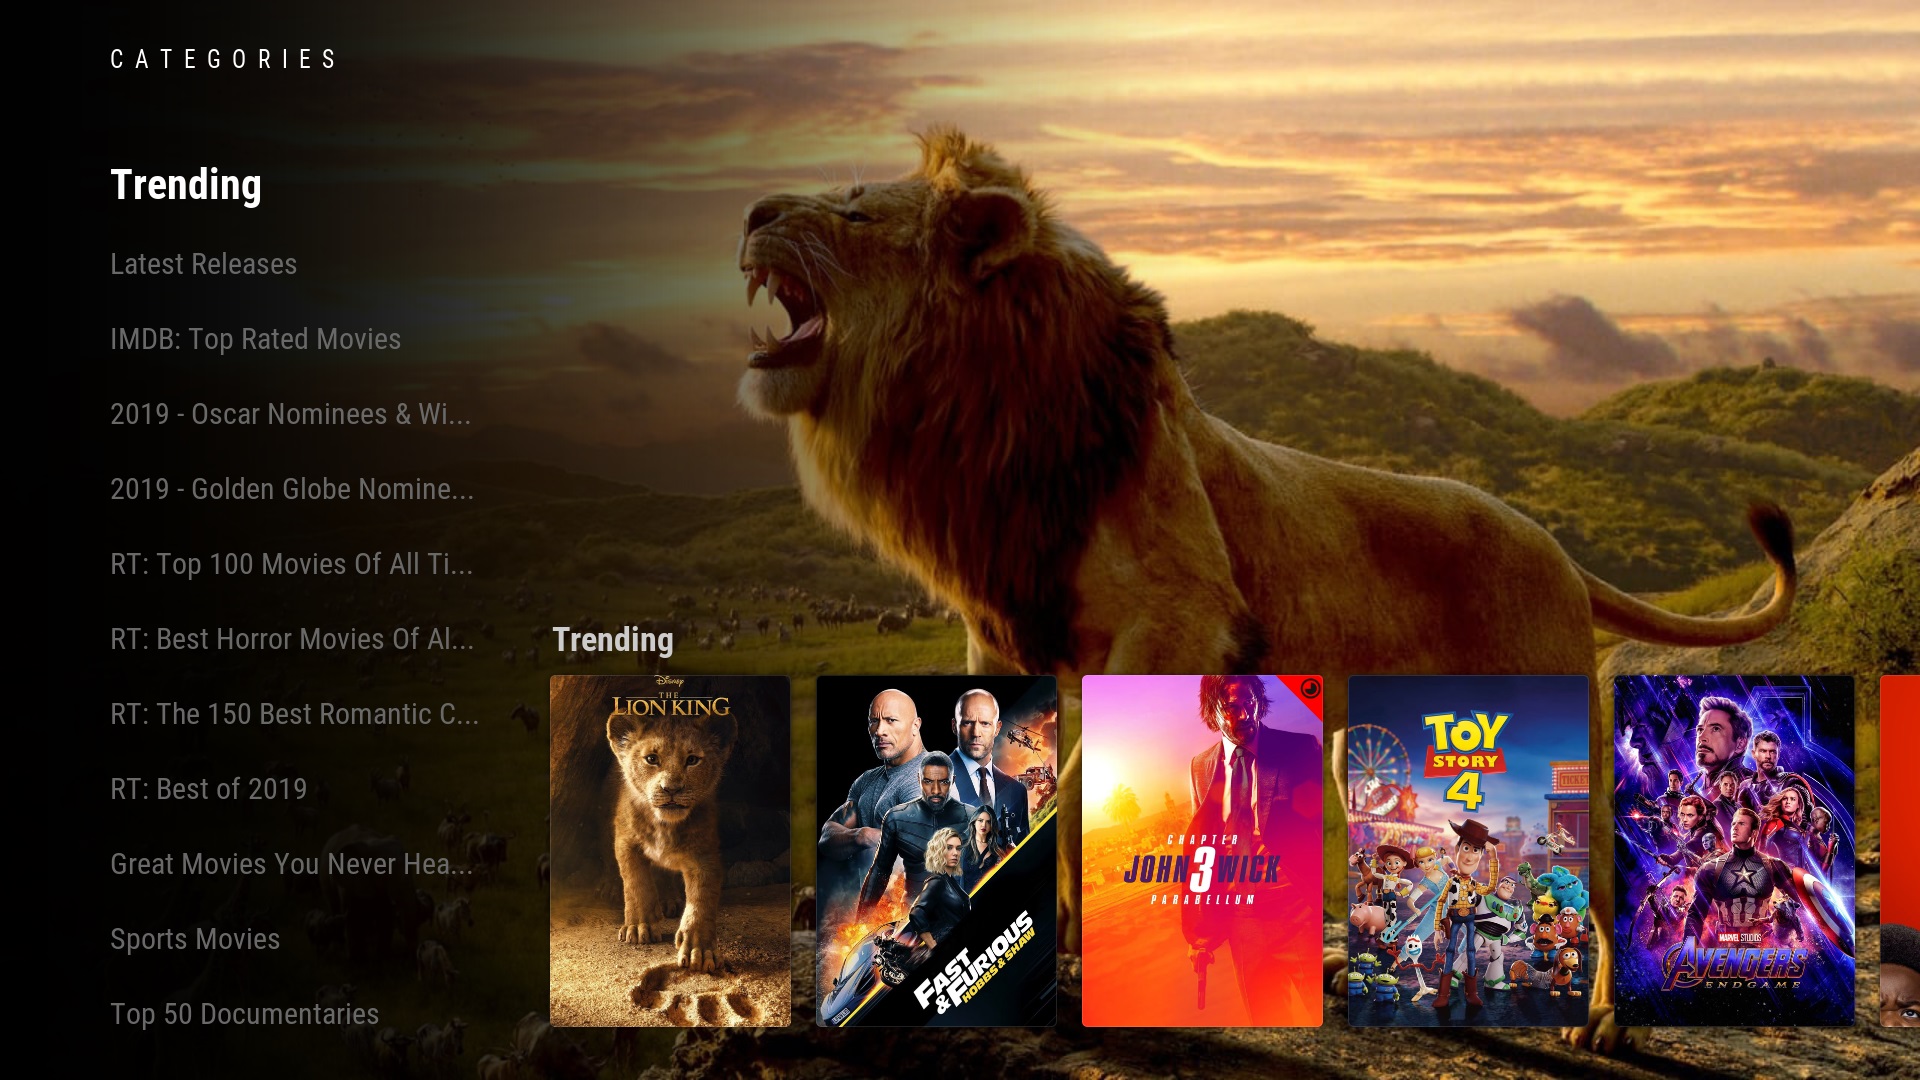 CATEGORIES
Trending
Latest Releases
IMDB: Top Rated Movies
2019 - Oscar Nominees & Wi...
2019 - Golden Globe Nomine...
RT: Top 100 Movies Of All Ti...
RT: Best Horror Movies Of Al...
RT: The 150 Best Romantic C...
RT: Best of 2019
Great Movies You Never Hea...
Sports Movies
Top 50 Documentaries
Trending
Disney
THE
LION KING
FAST
& FURIOUS
HOBBS & SHAW
CHAPTER
JOHN 3 WICK
PARABELLUM
TOY
STORY
4
TICKETS
MARVEL STUDIOS
AVENGERS
ENDGAME